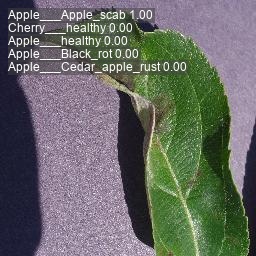 Apple___Apple_scab 1.00
Cherry___healthy 0.00
Apple___healthy 0.00
Apple___Black_rot 0.00
Apple___Cedar_apple_rust 0.00